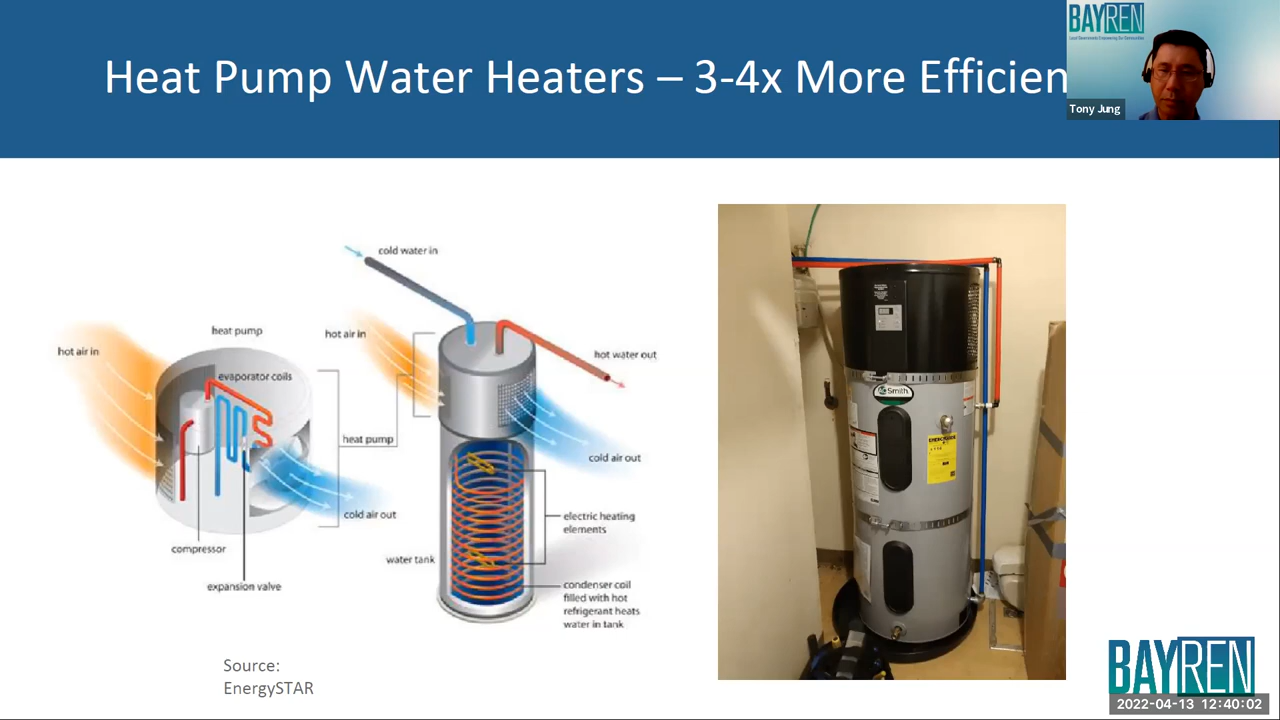 Heat Pump Water Heaters – 3-4x More Efficien
BAYREN
Tony Jung
cold water in
heat pump
hot air in
hot air in
hot water out
evaporator coils
heat pump
cold air out
cold air out
electric heating
elements
compressor
water tank
expansion valve
condenser coil
filled with hot
refrigerant heats
water in tank
Smith
Source:
EnergySTAR
BAYREN
2022-04-13 12:40:02